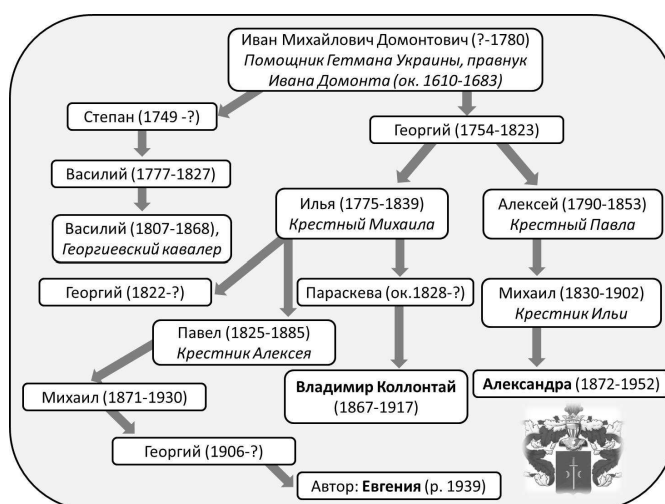 Иван Михайлович Домонтович (?-1780)
Помощник Гетмана Украины, правнук
Ивана Домонта (ок. 1610-1683)
Степан (1749 -?)
Георгий (1754-1823)
Василий (1777-1827)
Илья (1775-1839)
Крестный Михаила
Алексей (1790-1853)
Крестный Павла
Василий (1807-1868),
Георгиевский кавалер
Георгий (1822-?)
Параскева (ок.1828-?)
Михаил (1830-1902)
Крестник Ильи
Павел (1825-1885)
Крестник Алексея
Владимир Коллонтай
(1867-1917)
Александра (1872-1952)
Михаил (1871-1930)
Георгий (1906-?)
Автор: Евгения (р. 1939)